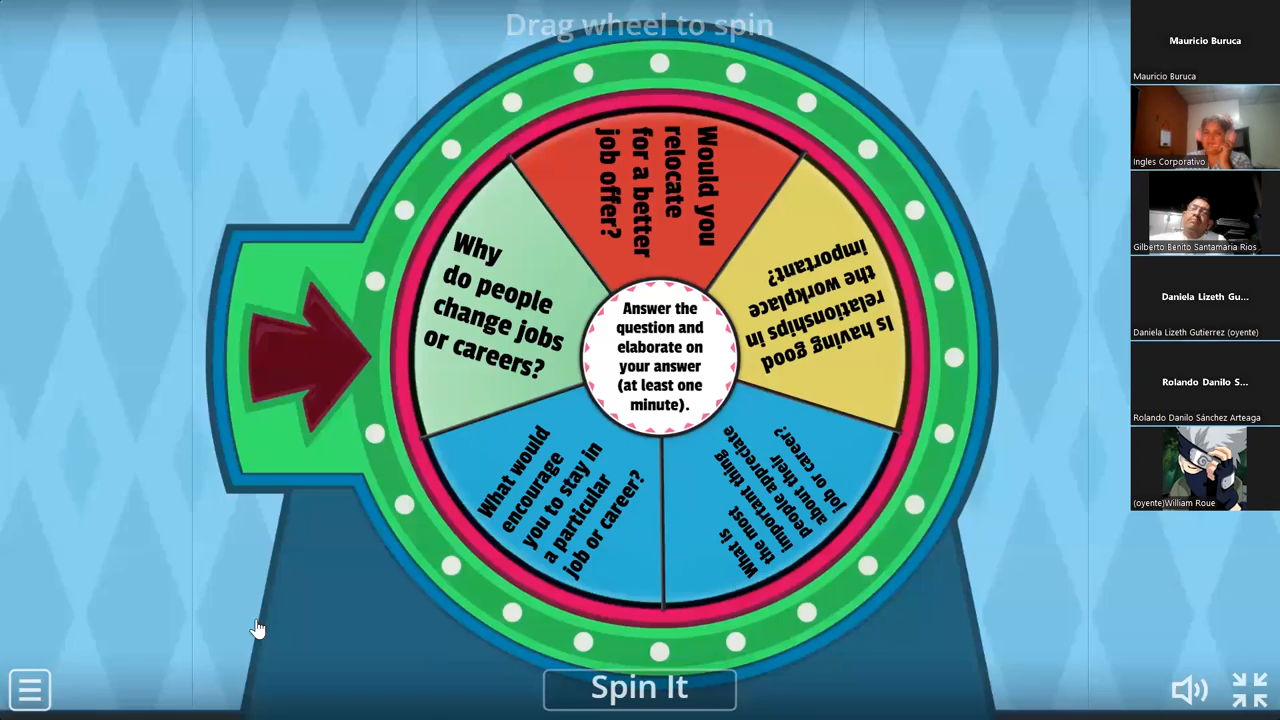 Drag wheel to spin
Would you
relocate
for a better
job offer?
Is having good
relationships in
the workplace
important?
What is
the most
important thing
people appreciate
about their
job or career?
What would
encourage
you to stay in
a particular
job or career?
Why
do people
change jobs
or careers?
Answer the
question and
elaborate on
your answer
(at least one
minute).
Spin It
Mauricio Buruca
Mauricio Buruca
Ingles Corporativo
Gilberto Benito Santamaria Rios
Daniela Lizeth Gu...
Daniela Lizeth Gutierrez (oyente)
Rolando Danilo S...
Rolando Danilo Sánchez Arteaga
(oyente)William Roue